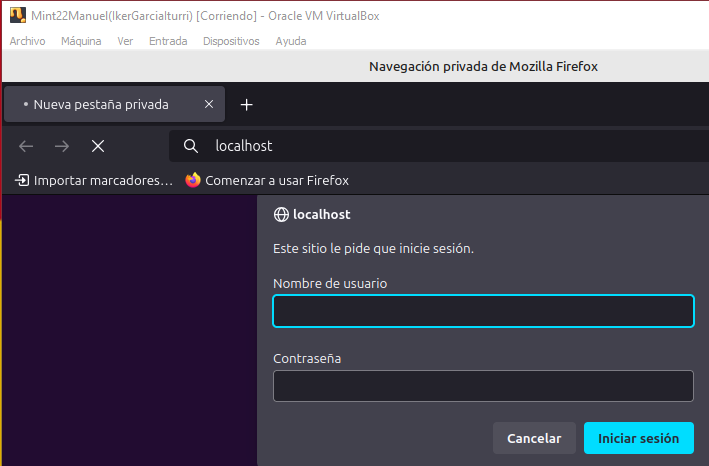 Mint22Manuel(IkerGarciaIturri) [Corriendo] - Oracle VM VirtualBox
Archivo Máquina Ver Entrada Dispositivos Ayuda
Navegación privada de Mozilla Firefox
Nueva pestaña privada
localhost
Importar marcadores... Comenzar a usar Firefox
localhost
Este sitio le pide que inicie sesión.
Nombre de usuario
Contraseña
Cancelar Iniciar sesión